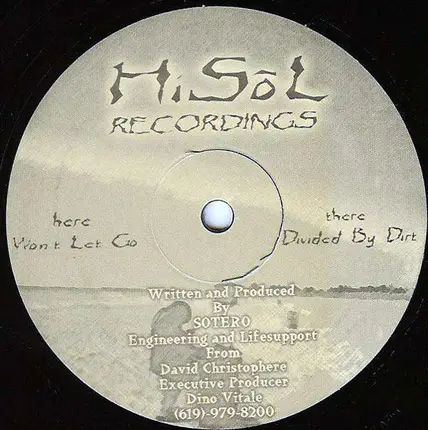 HiSōL
RECORDINGS
here
Won't Let Go
there
Divided By Dirt
Written and Produced
By
SOTERO
Engineering and Lifesupport
From
David Christophere
Executive Producer
Dino Vitale
(619)-979-8200